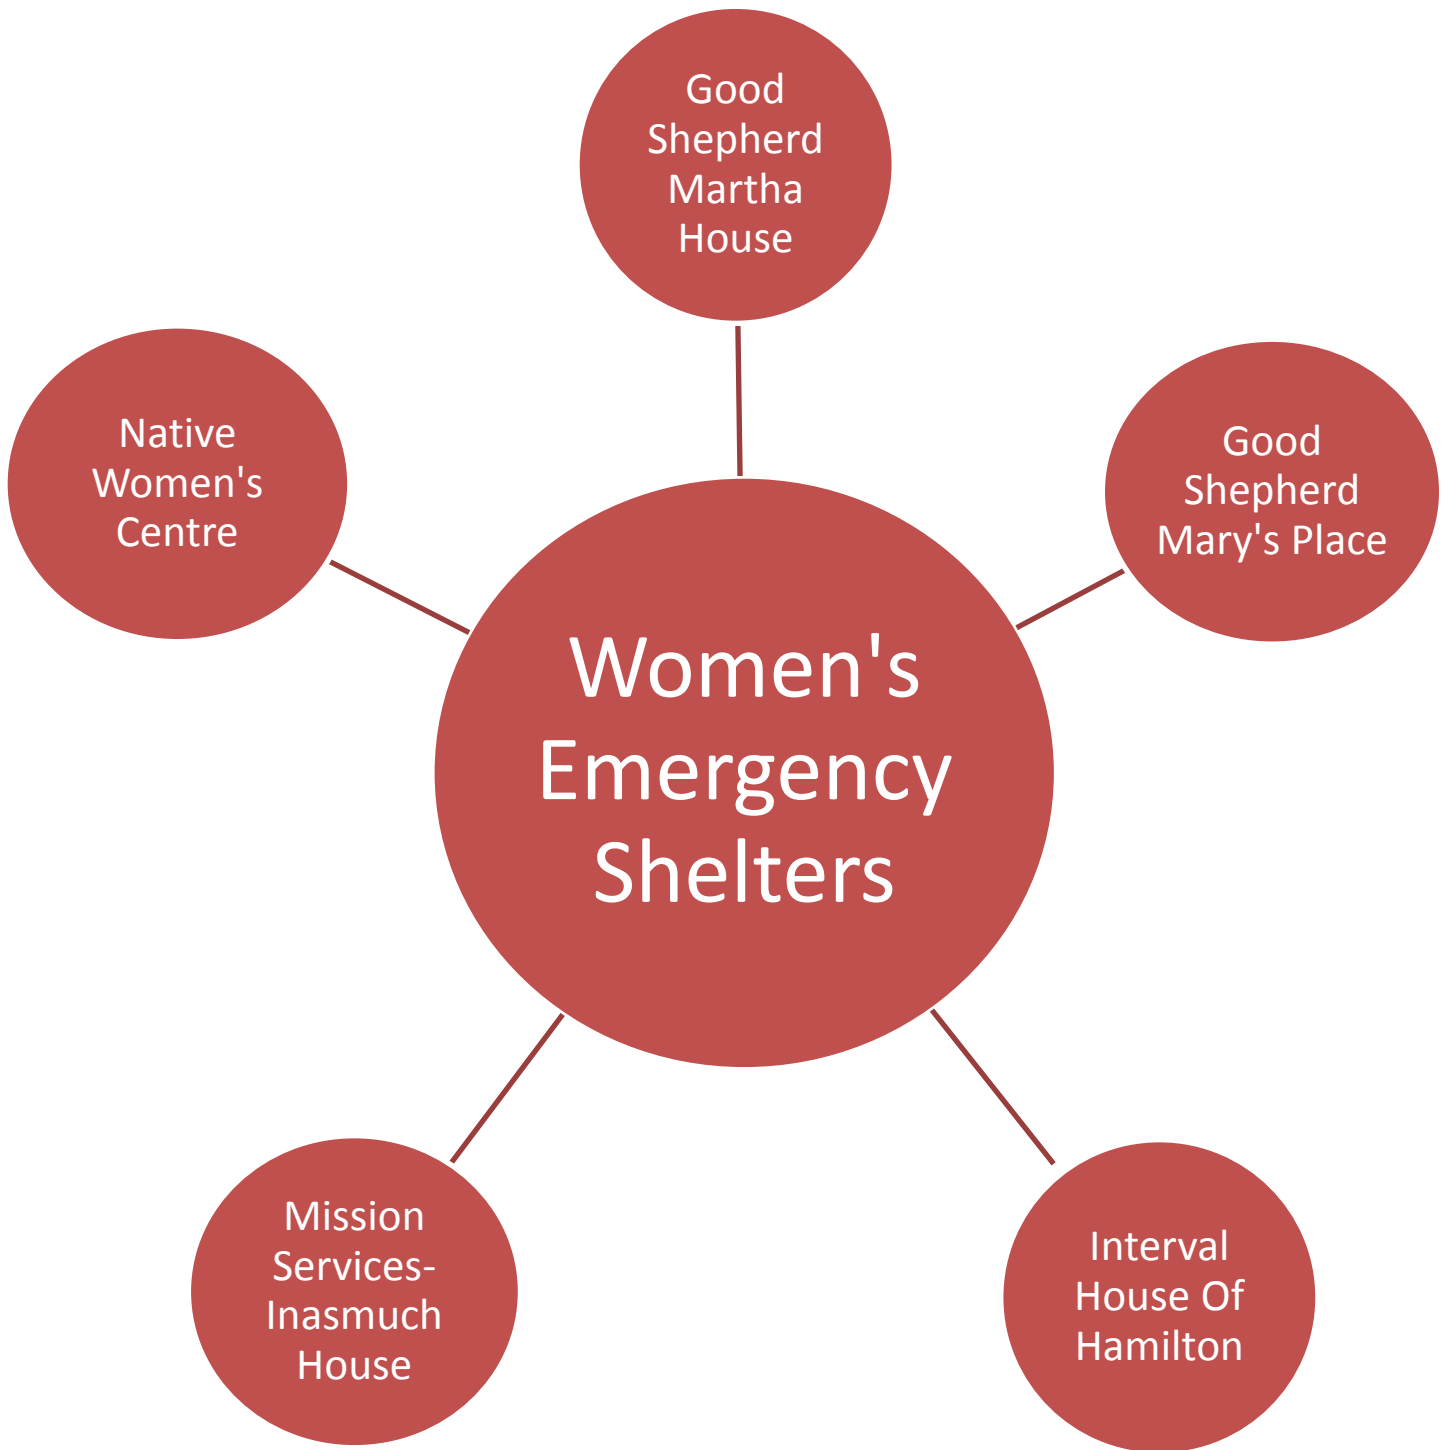 Good
Shepherd
Martha
House
Native
Women's
Centre
Good
Shepherd
Mary's Place
Women's
Emergency
Shelters
Mission
Services-
Inasmuch
House
Interval
House Of
Hamilton